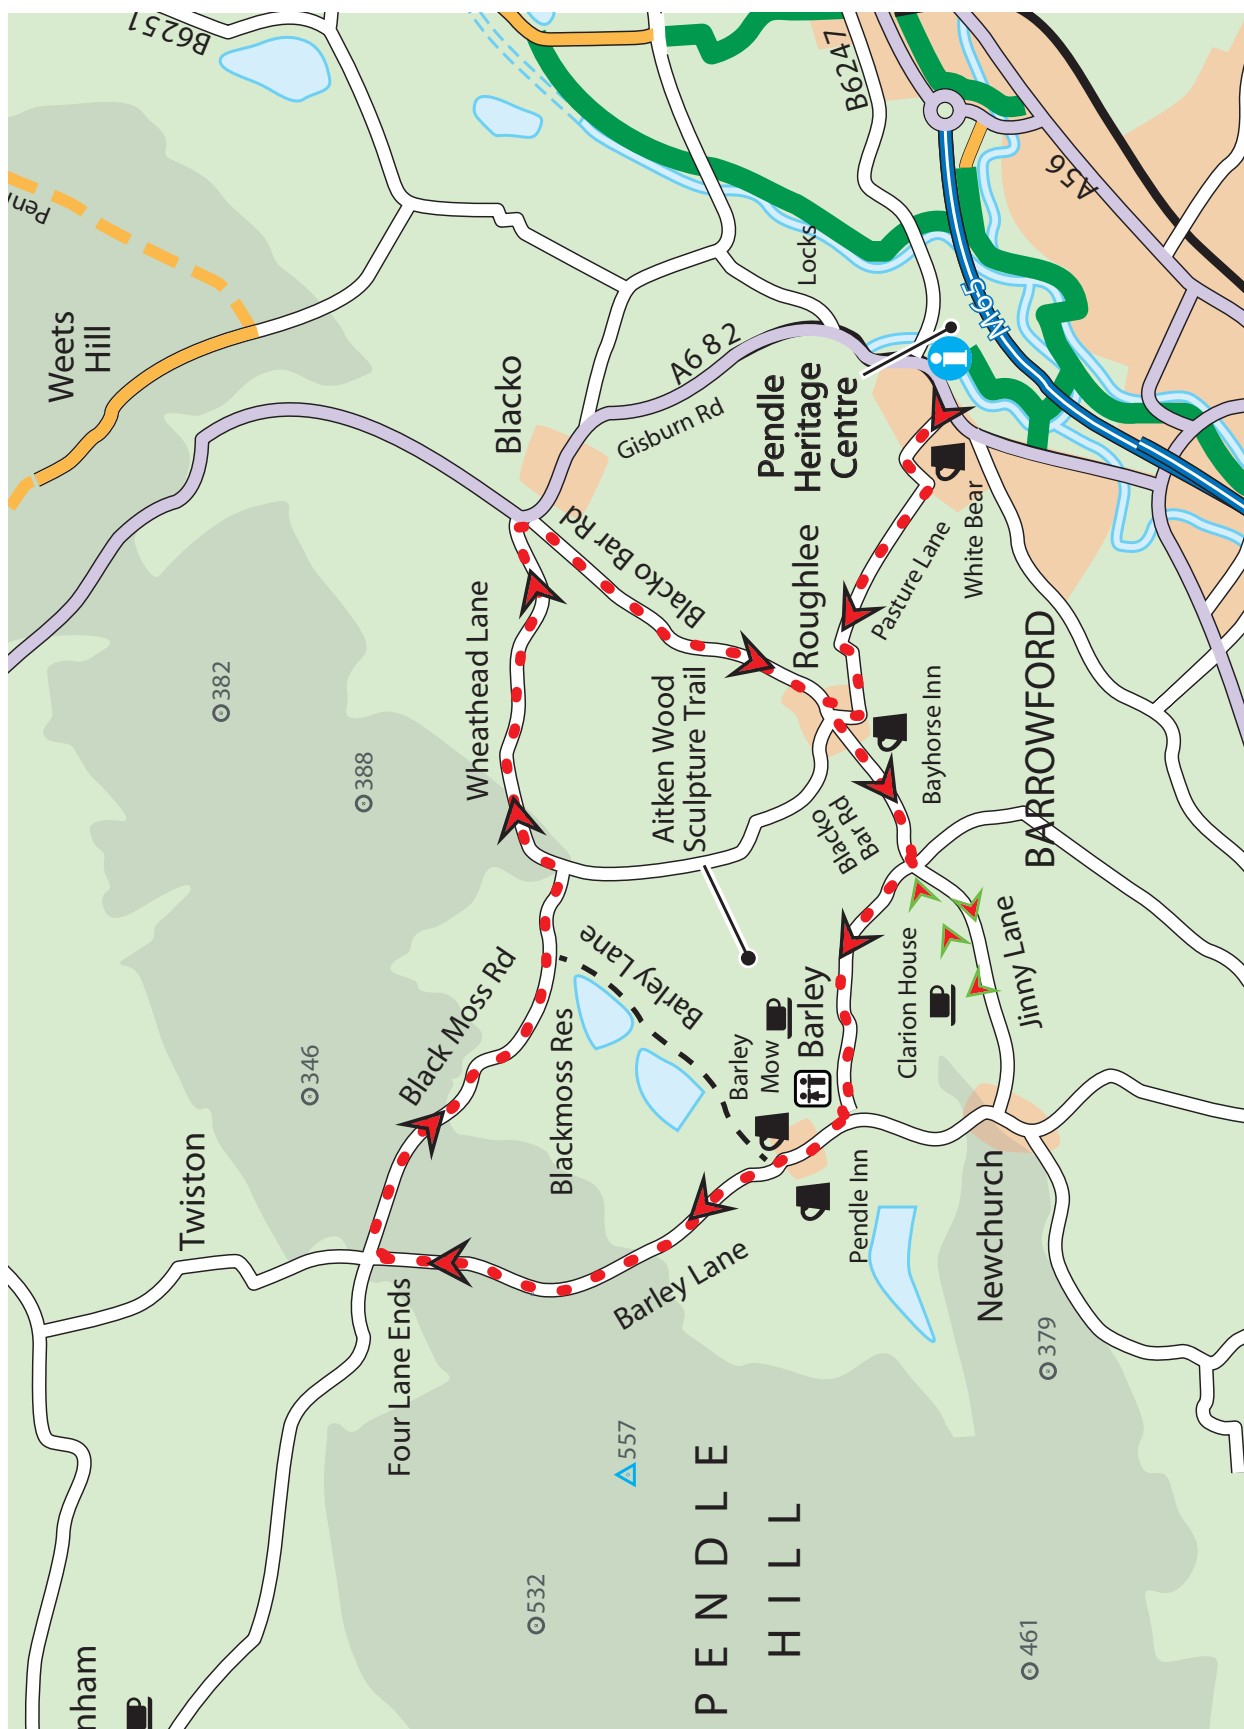 B6251
Penn
Weets
Hill
B6247
A56
Locks
M65
A682
Gisburn Rd
Blacko
Pendle
Heritage
Centre
Blacko Bar Rd
White Bear
Pasture Lane
Roughlee
Wheathead Lane
382
388
Aitken Wood
Sculpture Trail
Bayhorse Inn
Blacko
Bar Rd
BARROWFORD
Black Moss Rd
Barley Lane
Clarion House
Jinny Lane
346
Blackmoss Res
Barley
Mow
Barley
Twiston
Pendle Inn
Newchurch
Barley Lane
Four Lane Ends
379
557
532
461
PENDLE
HILL
nham